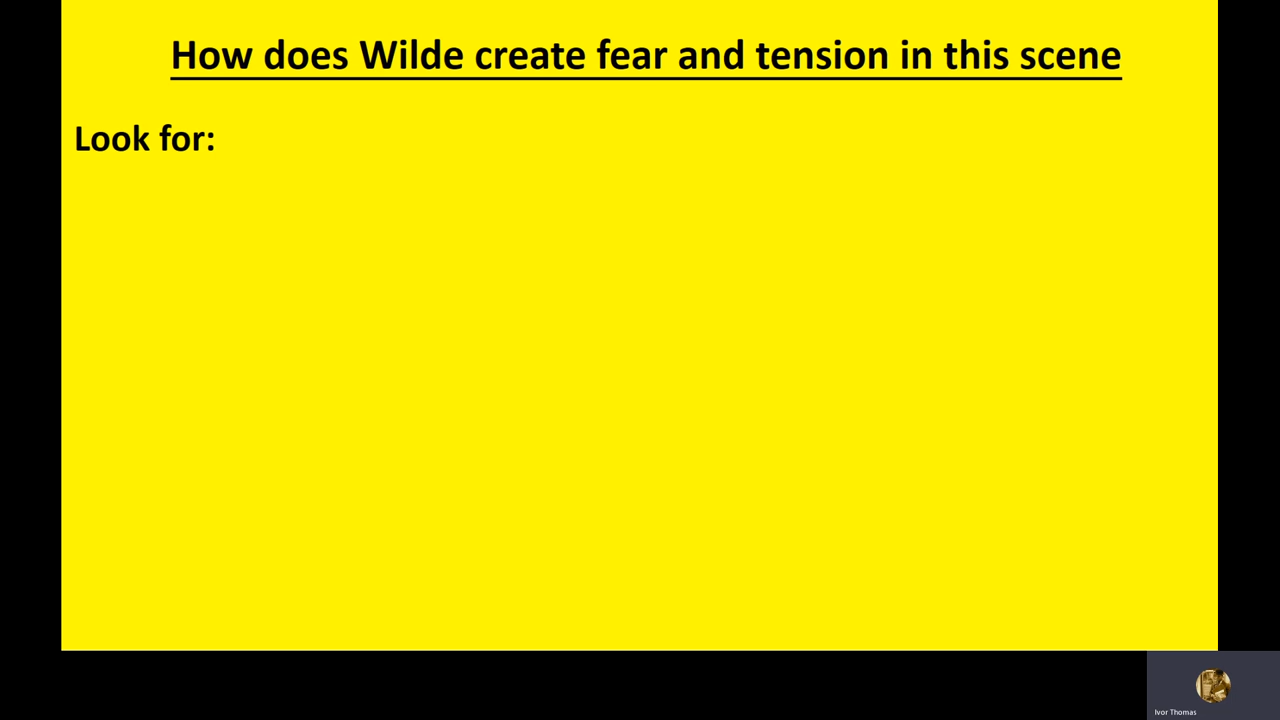 How does Wilde create fear and tension in this scene
Look for:
Ivor Thomas